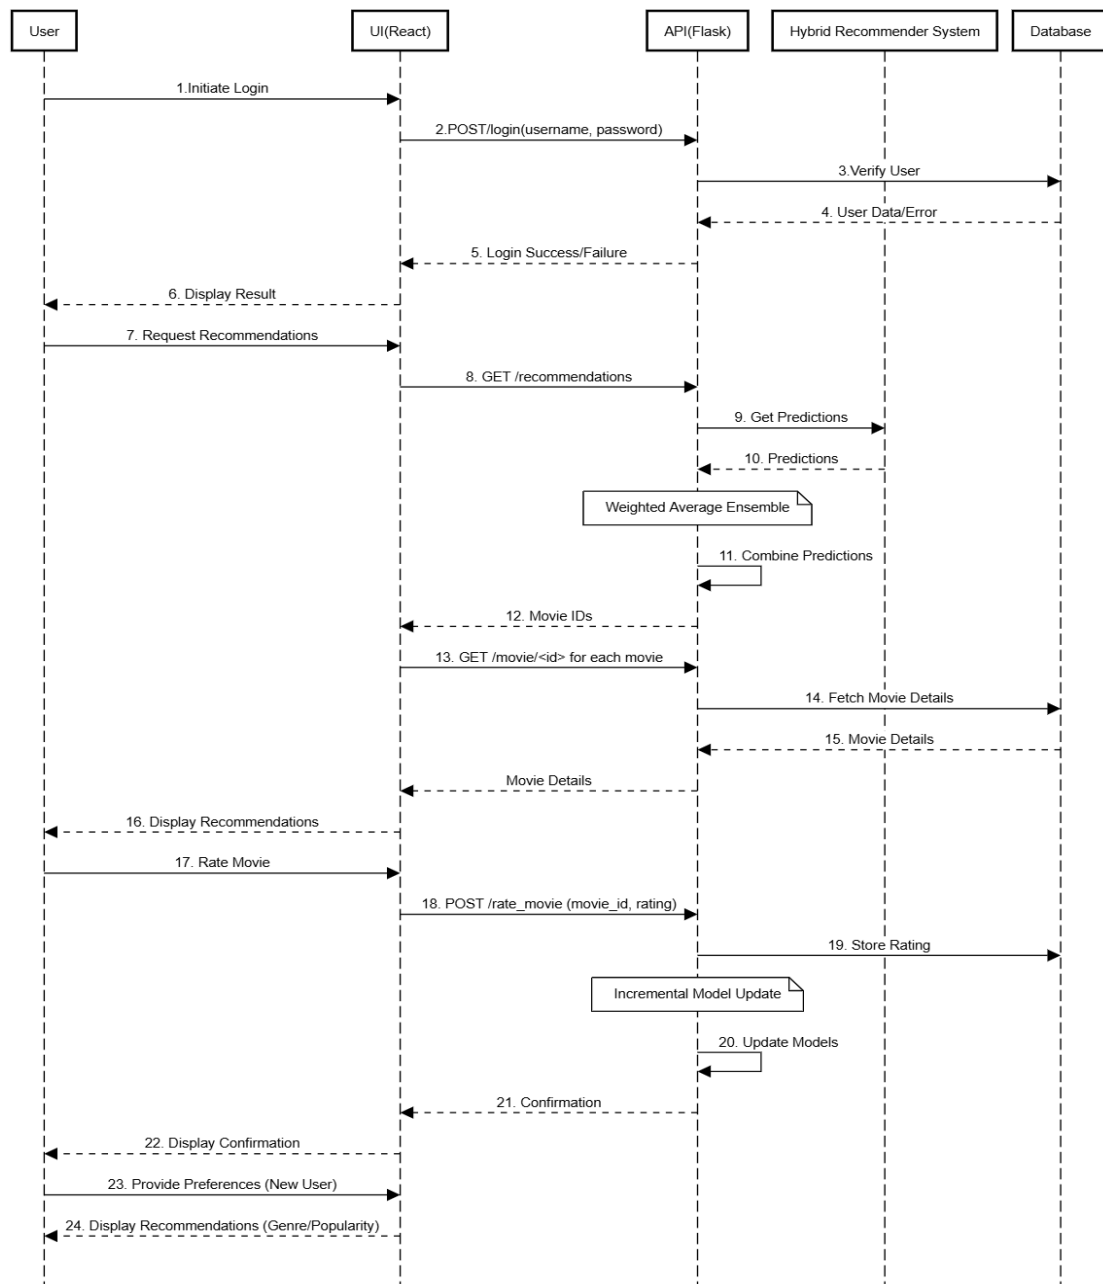 User
UI(React)
API(Flask)
Hybrid Recommender System
Database
1.Initiate Login
2.POST/login(username, password)
3.Verify User
4. User Data/Error
5. Login Success/Failure
6. Display Result
7. Request Recommendations
8. GET /recommendations
9. Get Predictions
10. Predictions
Weighted Average Ensemble
11. Combine Predictions
12. Movie IDs
13. GET /movie/<id> for each movie
14. Fetch Movie Details
15. Movie Details
Movie Details
16. Display Recommendations
17. Rate Movie
18. POST /rate_movie (movie_id, rating)
19. Store Rating
Incremental Model Update
20. Update Models
21. Confirmation
22. Display Confirmation
23. Provide Preferences (New User)
24. Display Recommendations (Genre/Popularity)